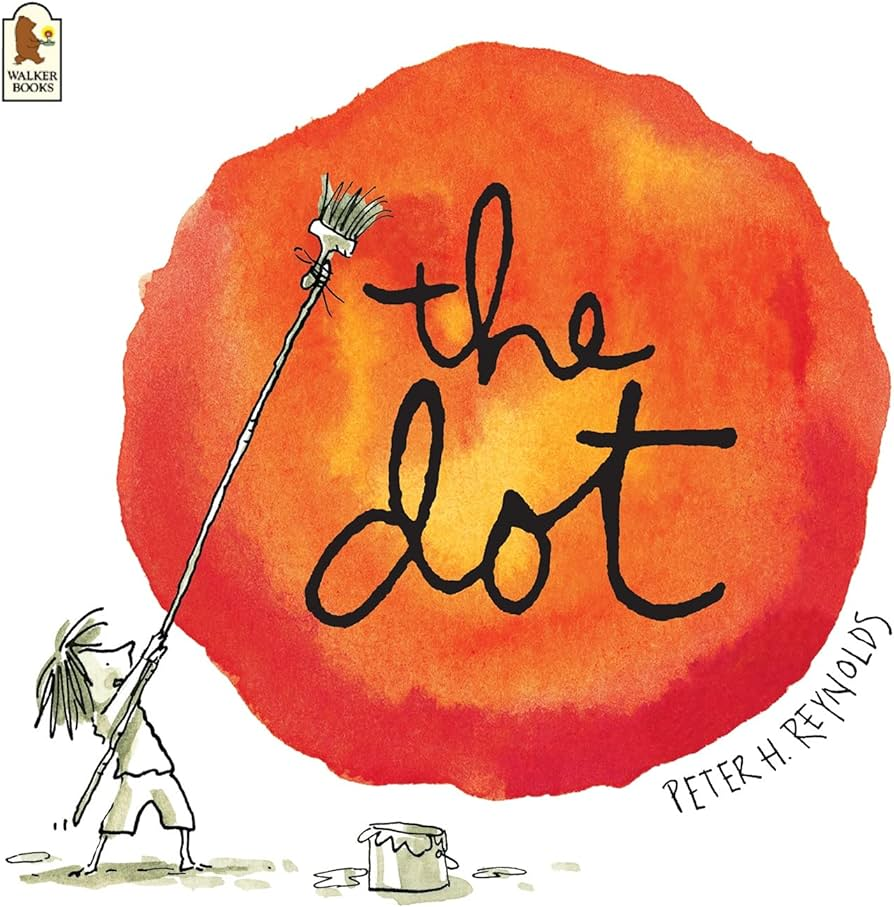 WALKER
BOOKS
the
dot
PETER H. REYNOLDS